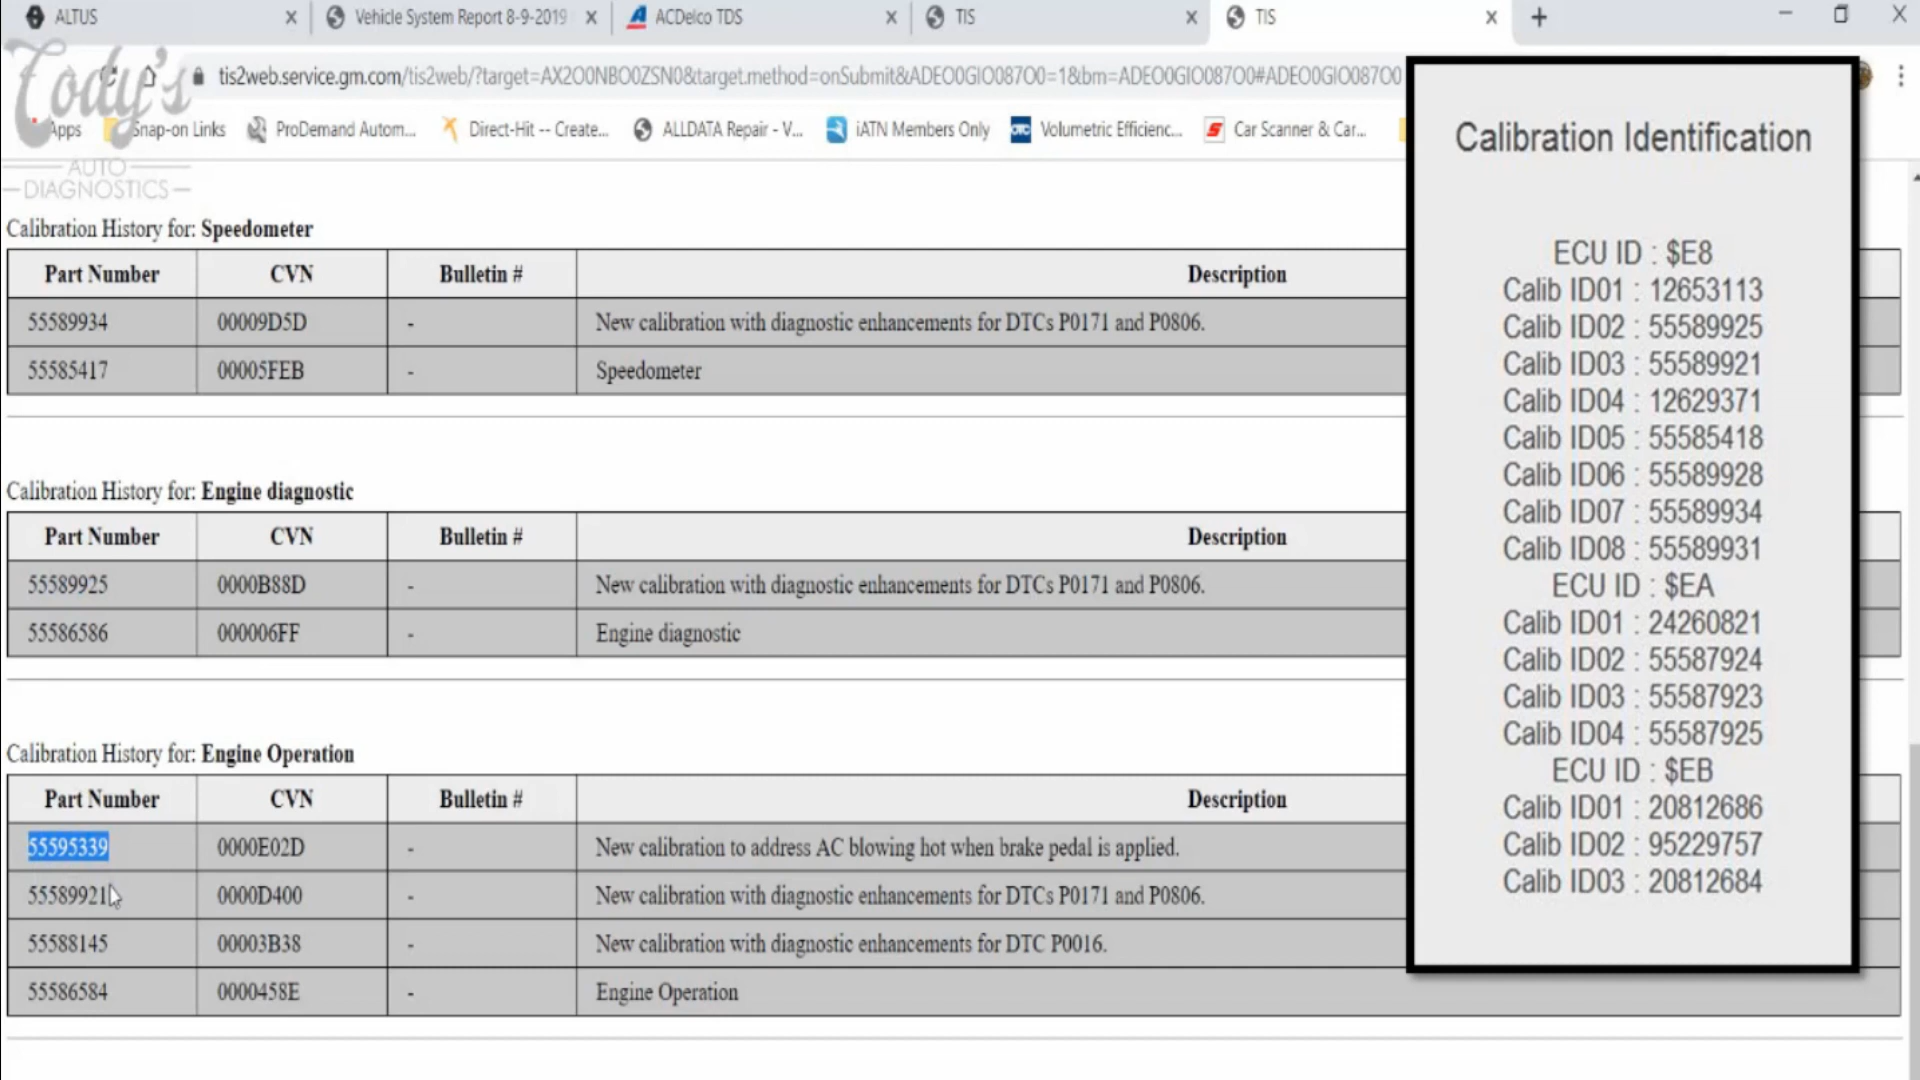 ALTUS
Vehicle System Report 8-9-2019
ACDelco TDS
TIS
TIS
Cody's
AUTO
DIAGNOSTICS
tis2web.service.gm.com/tis2web/?target=AX2O0NBO0ZSN0&target.method=onSubmit&ADEO0GIO087O0=1&bm=ADEO0GIO087O0#ADEO0GIO087O0
Apps
Snap-on Links
ProDemand Autom...
Direct-Hit -- Create...
ALLDATA Repair - V...
iATN Members Only
Volumetric Efficienc...
Car Scanner & Car...
Calibration History for: Speedometer
Part Number CVN Bulletin # Description
55589934 00009D5D - New calibration with diagnostic enhancements for DTCs P0171 and P0806.
55585417 00005FEB - Speedometer
Calibration History for: Engine diagnostic
Part Number CVN Bulletin # Description
55589925 0000B88D - New calibration with diagnostic enhancements for DTCs P0171 and P0806.
55586586 000006FF - Engine diagnostic
Calibration History for: Engine Operation
Part Number CVN Bulletin # Description
55595339 0000E02D - New calibration to address AC blowing hot when brake pedal is applied.
55589921 0000D400 - New calibration with diagnostic enhancements for DTCs P0171 and P0806.
55588145 00003B38 - New calibration with diagnostic enhancements for DTC P0016.
55586584 0000458E - Engine Operation
Calibration Identification
ECU ID : $E8
Calib ID01 : 12653113
Calib ID02 : 55589925
Calib ID03 : 55589921
Calib ID04 : 12629371
Calib ID05 : 55585418
Calib ID06 : 55589928
Calib ID07 : 55589934
Calib ID08 : 55589931
ECU ID : $EA
Calib ID01 : 24260821
Calib ID02 : 55587924
Calib ID03 : 55587923
Calib ID04 : 55587925
ECU ID : $EB
Calib ID01 : 20812686
Calib ID02 : 95229757
Calib ID03 : 20812684